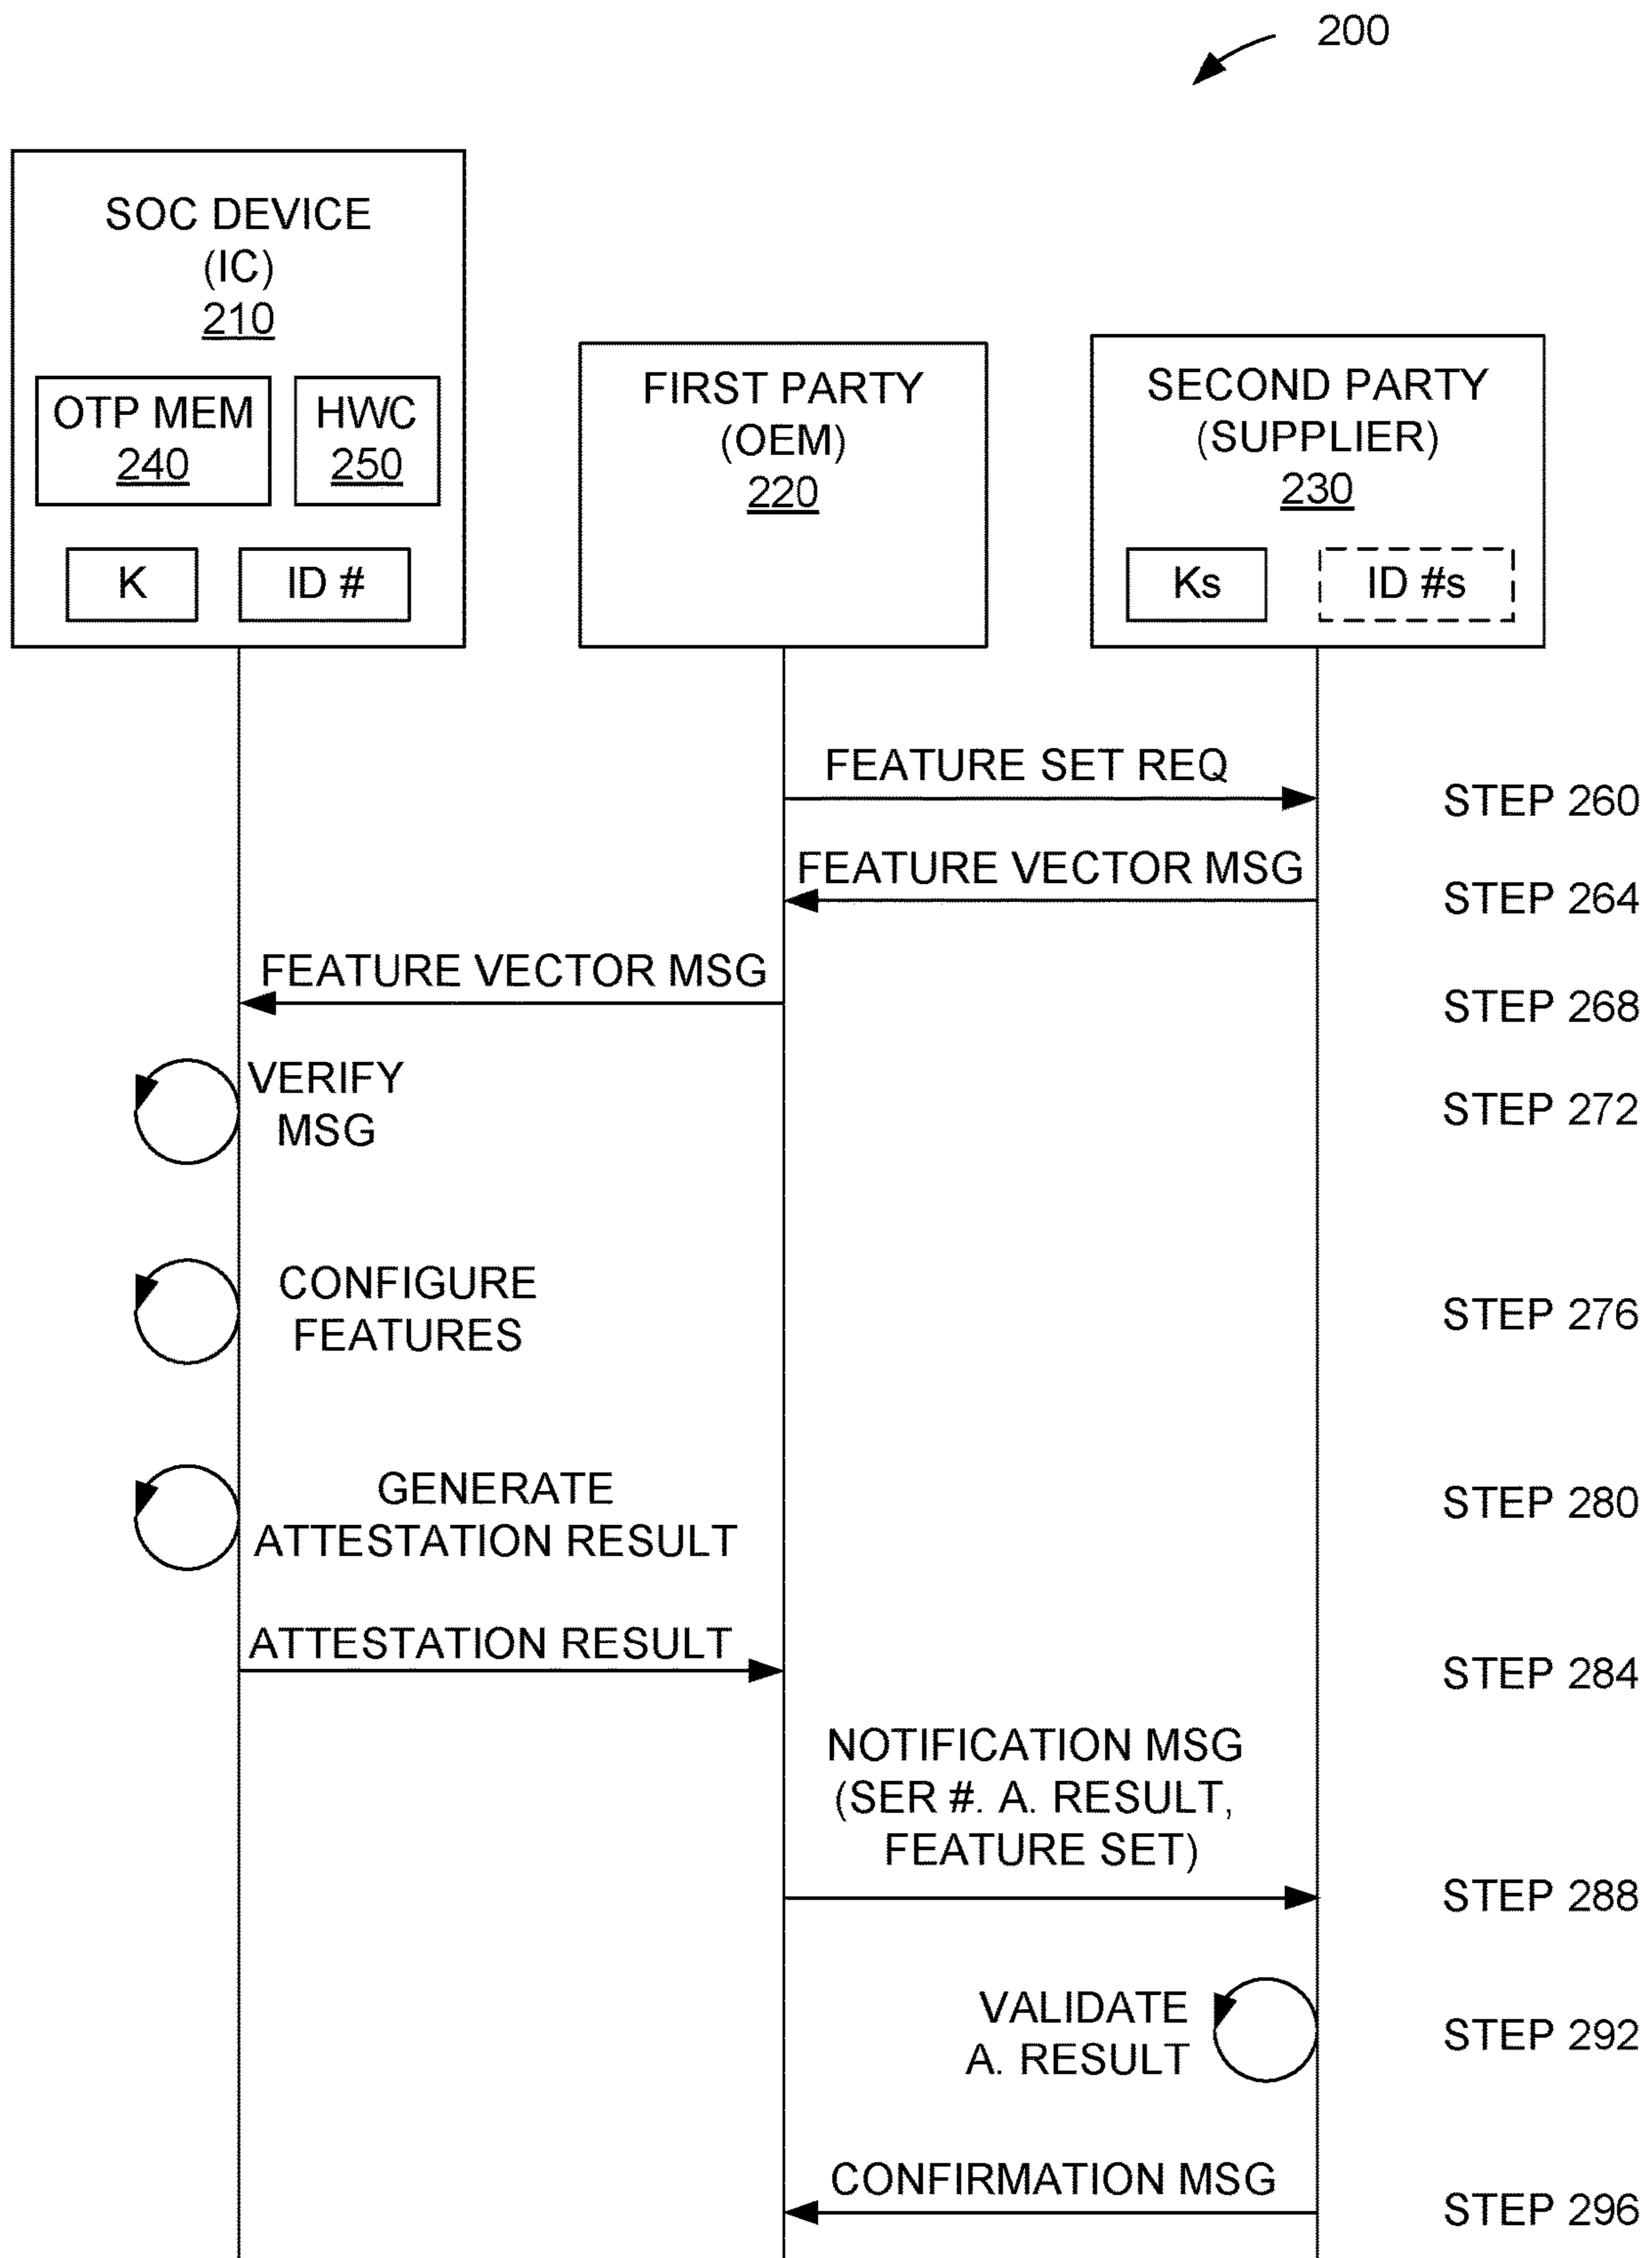 200
SOC DEVICE
(IC)
210
OTP MEM
240
HWC
250
K
ID #
FIRST PARTY
(OEM)
220
SECOND PARTY
(SUPPLIER)
230
Ks
ID #s
FEATURE SET REQ
STEP 260
FEATURE VECTOR MSG
STEP 264
FEATURE VECTOR MSG
STEP 268
VERIFY
MSG
STEP 272
CONFIGURE
FEATURES
STEP 276
GENERATE
ATTESTATION RESULT
STEP 280
ATTESTATION RESULT
STEP 284
NOTIFICATION MSG
(SER #. A. RESULT,
FEATURE SET)
STEP 288
VALIDATE
A. RESULT
STEP 292
CONFIRMATION MSG
STEP 296